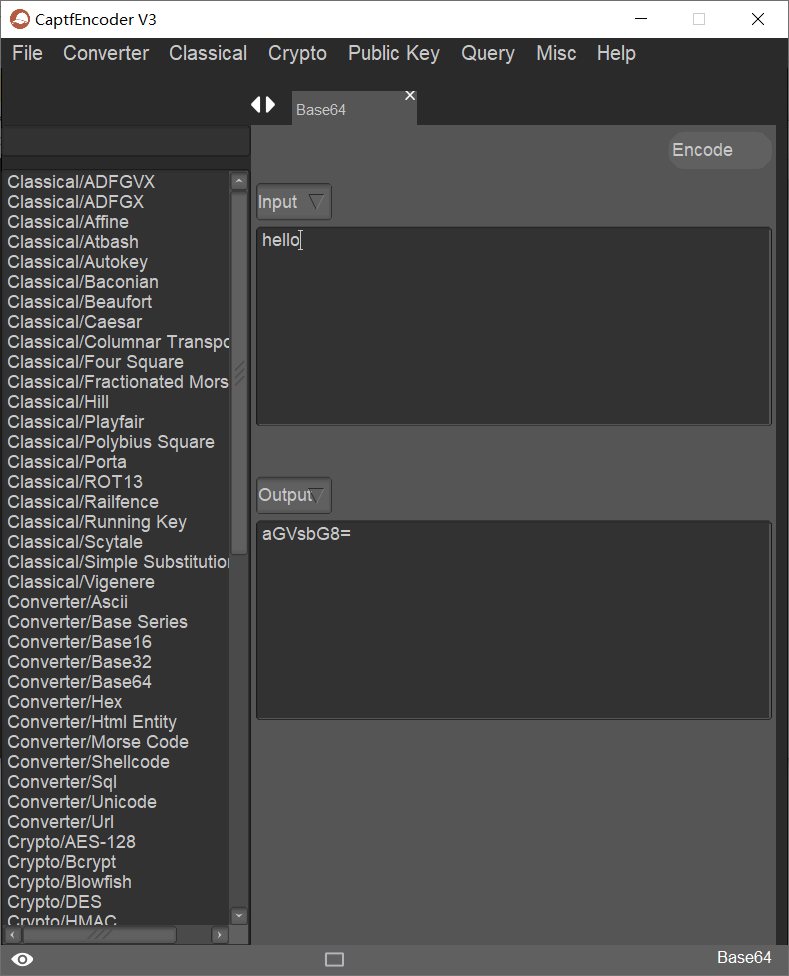 CaptfEncoder V3
File Converter Classical Crypto Public Key Query Misc Help
Base64
Encode
Input
hello
Output
aGVsbG8=
Classical/ADFGVX
Classical/ADFGX
Classical/Affine
Classical/Atbash
Classical/Autokey
Classical/Baconian
Classical/Beaufort
Classical/Caesar
Classical/Columnar Transpo
Classical/Four Square
Classical/Fractionated Mors
Classical/Hill
Classical/Playfair
Classical/Polybius Square
Classical/Porta
Classical/ROT13
Classical/Railfence
Classical/Running Key
Classical/Scytale
Classical/Simple Substitution
Classical/Vigenere
Converter/Ascii
Converter/Base Series
Converter/Base16
Converter/Base32
Converter/Base64
Converter/Hex
Converter/Html Entity
Converter/Morse Code
Converter/Shellcode
Converter/Sql
Converter/Unicode
Converter/Url
Crypto/AES-128
Crypto/Bcrypt
Crypto/Blowfish
Crypto/DES
Crypto/HMAC
Base64